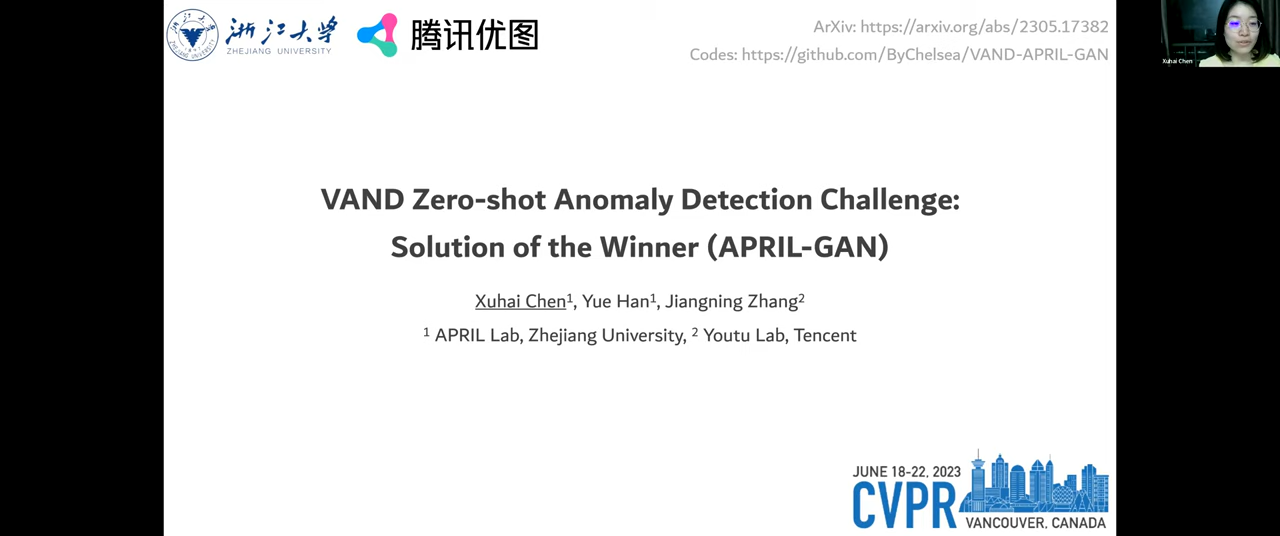 浙江大学
ZHEJIANG UNIVERSITY
腾讯优图
ArXiv: https://arxiv.org/abs/2305.17382
Codes: https://github.com/ByChelsea/VAND-APRIL-GAN
Xuhai Chen
VAND Zero-shot Anomaly Detection Challenge:
Solution of the Winner (APRIL-GAN)
Xuhai Chen¹, Yue Han¹, Jiangning Zhang²
¹ APRIL Lab, Zhejiang University, ² Youtu Lab, Tencent
JUNE 18-22, 2023
CVPR
VANCOUVER, CANADA